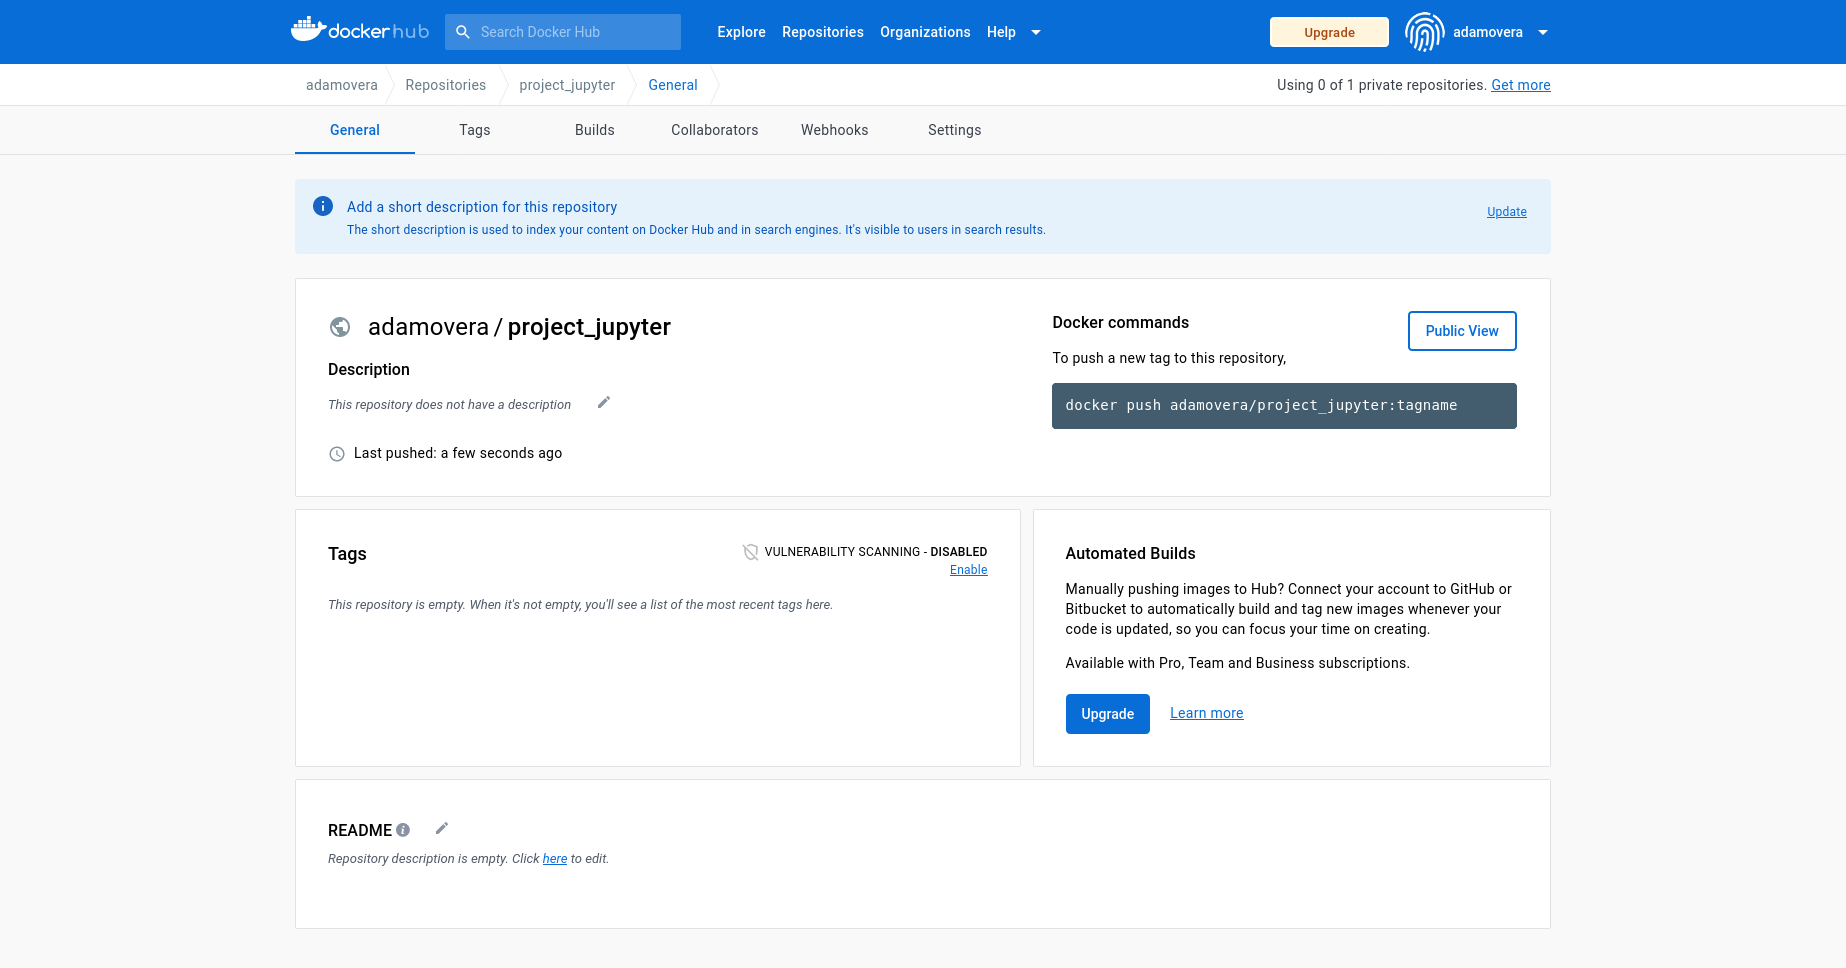 dockerhub
Search Docker Hub
Explore Repositories Organizations Help
Upgrade
adamovera
adamovera Repositories project_jupyter General
Using 0 of 1 private repositories. Get more
General Tags Builds Collaborators Webhooks Settings
Add a short description for this repository
The short description is used to index your content on Docker Hub and in search engines. It's visible to users in search results.
Update
adamovera / project_jupyter
Description
This repository does not have a description
Last pushed: a few seconds ago
Docker commands
Public View
To push a new tag to this repository,
docker push adamovera/project_jupyter:tagname
Tags
VULNERABILITY SCANNING - DISABLED
Enable
This repository is empty. When it's not empty, you'll see a list of the most recent tags here.
Automated Builds
Manually pushing images to Hub? Connect your account to GitHub or
Bitbucket to automatically build and tag new images whenever your
code is updated, so you can focus your time on creating.
Available with Pro, Team and Business subscriptions.
Upgrade
Learn more
README
Repository description is empty. Click here to edit.